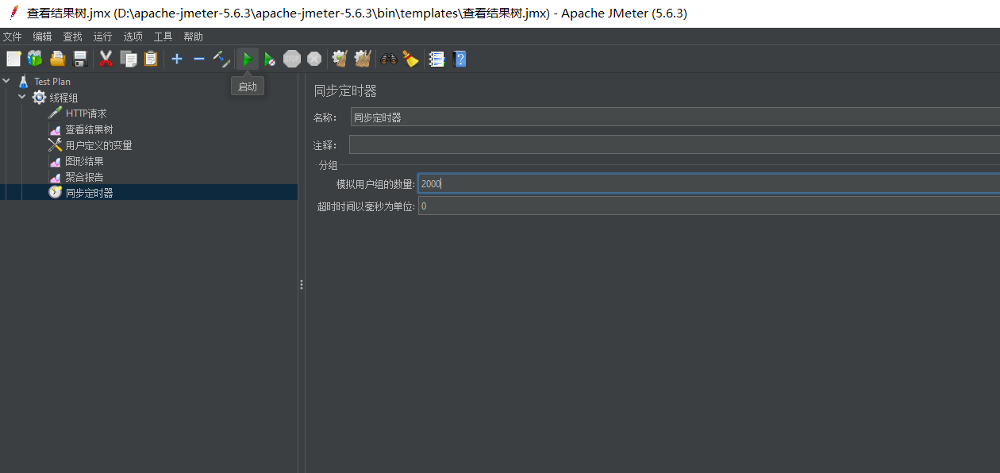 查看结果树.jmx (D:\apache-jmeter-5.6.3\apache-jmeter-5.6.3\bin\templates\查看结果树.jmx) - Apache JMeter (5.6.3)
文件 编辑 查找 运行 选项 工具 帮助
STOP
启动
Test Plan
线程组
HTTP请求
查看结果树
用户定义的变量
图形结果
聚合报告
同步定时器
同步定时器
名称: 同步定时器
注释:
分组
模拟用户组的数量: 2000
超时时间以毫秒为单位: 0